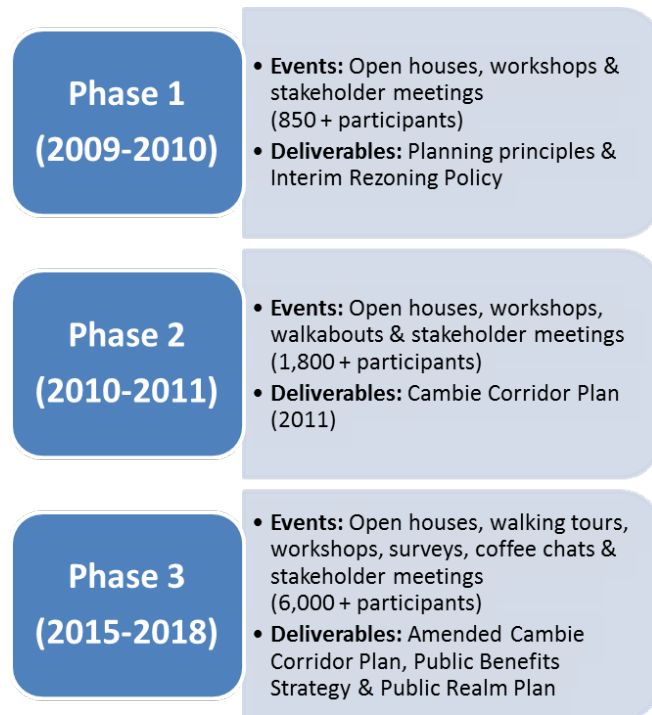 Phase 1
(2009-2010)
• Events: Open houses, workshops &
stakeholder meetings
(850 + participants)
• Deliverables: Planning principles &
Interim Rezoning Policy
Phase 2
(2010-2011)
• Events: Open houses, workshops,
walkabouts & stakeholder meetings
(1,800 + participants)
• Deliverables: Cambie Corridor Plan
(2011)
Phase 3
(2015-2018)
• Events: Open houses, walking tours,
workshops, surveys, coffee chats &
stakeholder meetings
(6,000 + participants)
• Deliverables: Amended Cambie
Corridor Plan, Public Benefits
Strategy & Public Realm Plan